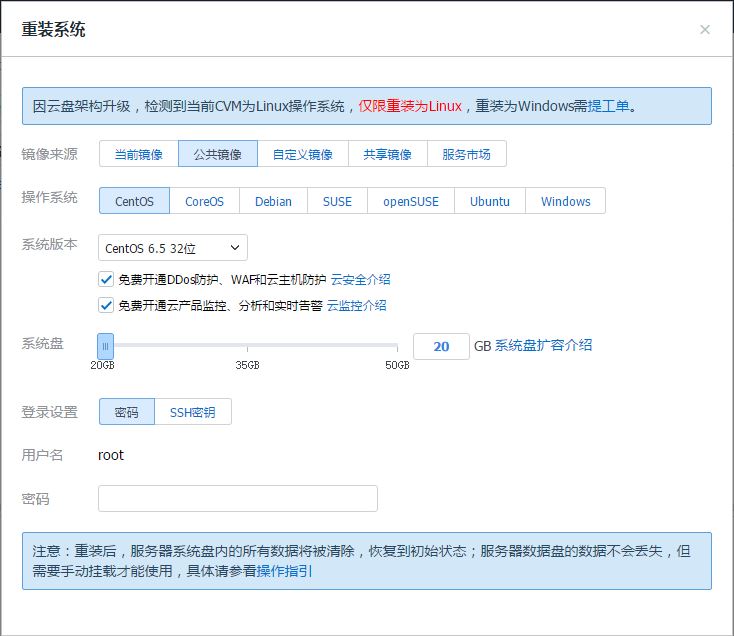 重装系统
因云盘架构升级，检测到当前CVM为Linux操作系统，仅限重装为Linux，重装为Windows需提工单。
镜像来源 当前镜像 公共镜像 自定义镜像 共享镜像 服务市场
操作系统 CentOS CoreOS Debian SUSE openSUSE Ubuntu Windows
系统版本 CentOS 6.5 32位
免费开通DDos防护、WAF和云主机防护 云安全介绍
免费开通云产品监控、分析和实时告警 云监控介绍
系统盘 20 GB 系统盘扩容介绍
20GB 35GB 50GB
登录设置 密码 SSH密钥
用户名 root
密码
注意：重装后，服务器系统盘内的所有数据将被清除，恢复到初始状态；服务器数据盘的数据不会丢失，但
需要手动挂载才能使用，具体请参看操作指引